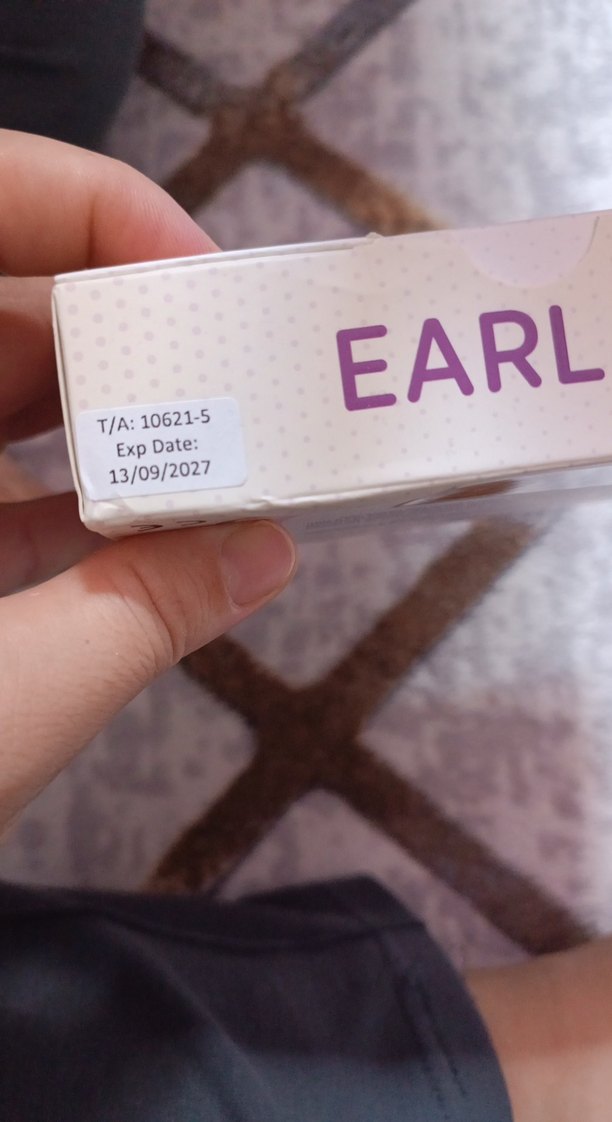 EARL
T/A: 10621-5
Exp Date:
13/09/2027